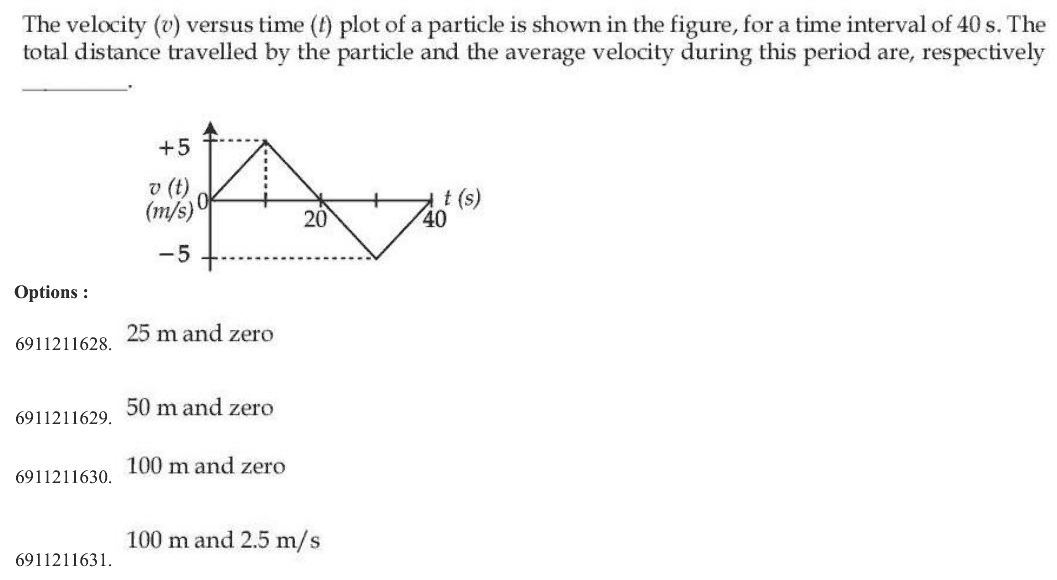 The velocity (v) versus time (t) plot of a particle is shown in the figure, for a time interval of 40 s. The
total distance travelled by the particle and the average velocity during this period are, respectively
__________.
+5
v (t)
(m/s)
0
t (s)
20
40
−5
Options :
6911211628. 25 m and zero
6911211629. 50 m and zero
6911211630. 100 m and zero
6911211631. 100 m and 2.5 m/s